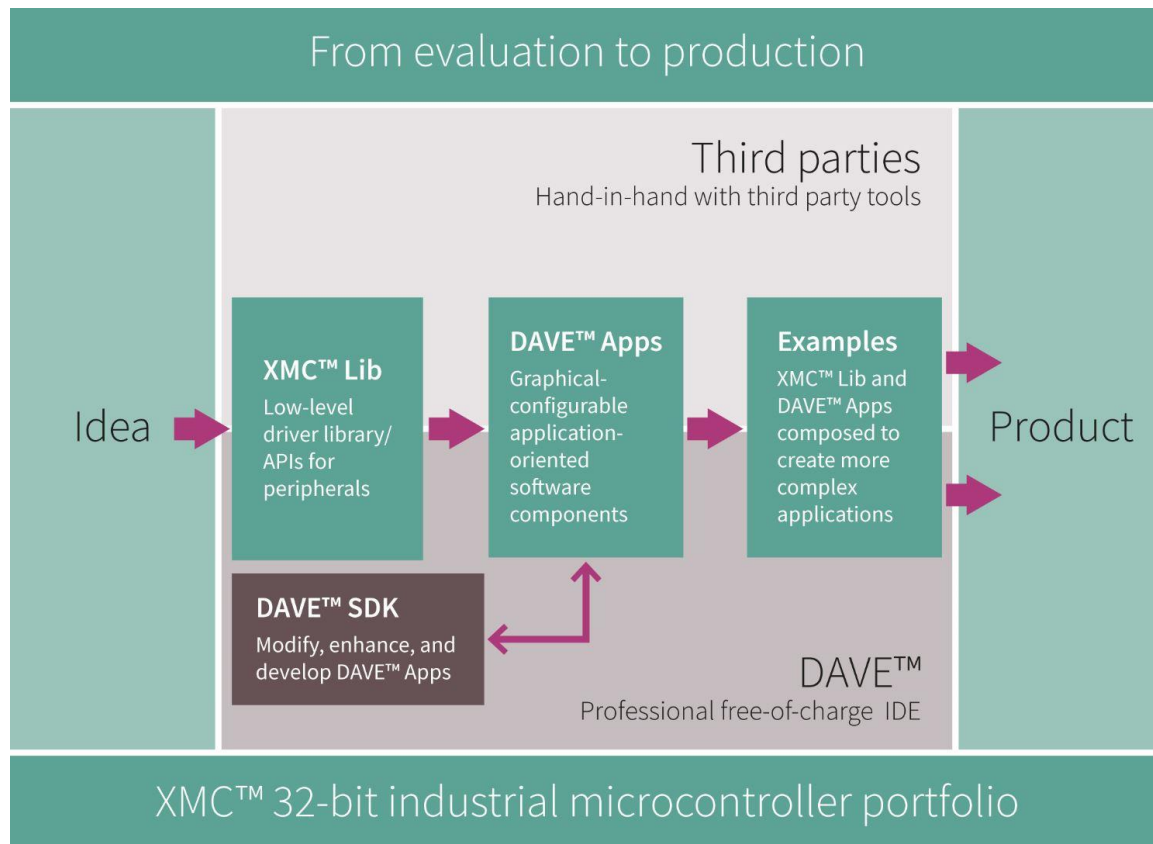 From evaluation to production
Third parties
Hand-in-hand with third party tools
Idea
XMC™ Lib
Low-level
driver library/
APIs for
peripherals
DAVE™ Apps
Graphical-
configurable
application-
oriented
software
components
Examples
XMC™ Lib and
DAVE™ Apps
composed to
create more
complex
applications
Product
DAVE™ SDK
Modify, enhance, and
develop DAVE™ Apps
DAVE™
Professional free-of-charge IDE
XMC™ 32-bit industrial microcontroller portfolio